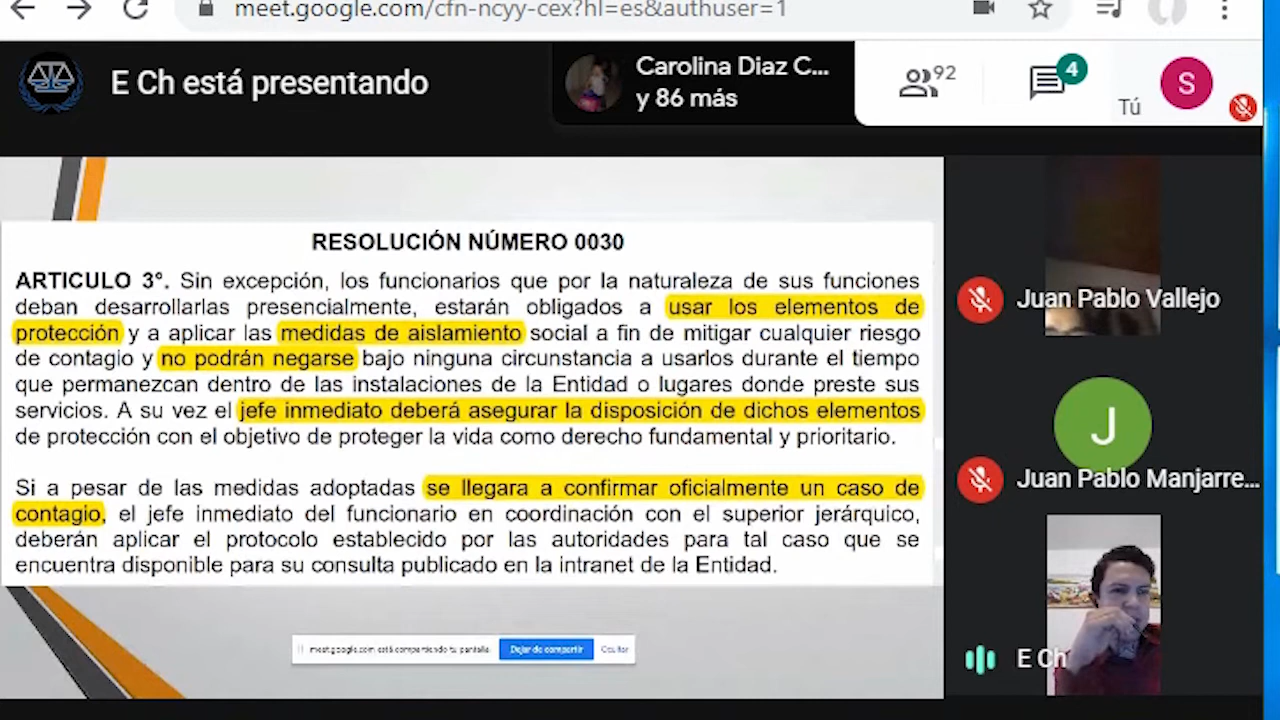 meet.google.com/cfn-ncyy-cex?hl=es&authuser=1
E Ch está presentando
Carolina Diaz C...
y 86 más
92
4
Tú
S
RESOLUCIÓN NÚMERO 0030
ARTICULO 3°. Sin excepción, los funcionarios que por la naturaleza de sus funciones
deban desarrollarlas presencialmente, estarán obligados a usar los elementos de
protección y a aplicar las medidas de aislamiento social a fin de mitigar cualquier riesgo
de contagio y no podrán negarse bajo ninguna circunstancia a usarlos durante el tiempo
que permanezcan dentro de las instalaciones de la Entidad o lugares donde preste sus
servicios. A su vez el jefe inmediato deberá asegurar la disposición de dichos elementos
de protección con el objetivo de proteger la vida como derecho fundamental y prioritario.
Si a pesar de las medidas adoptadas se llegara a confirmar oficialmente un caso de
contagio, el jefe inmediato del funcionario en coordinación con el superior jerárquico,
deberán aplicar el protocolo establecido por las autoridades para tal caso que se
encuentra disponible para su consulta publicado en la intranet de la Entidad.
meet.google.com está compartiendo tu pantalla.
Dejar de compartir
Ocultar
Juan Pablo Vallejo
J
Juan Pablo Manjarre...
E Ch